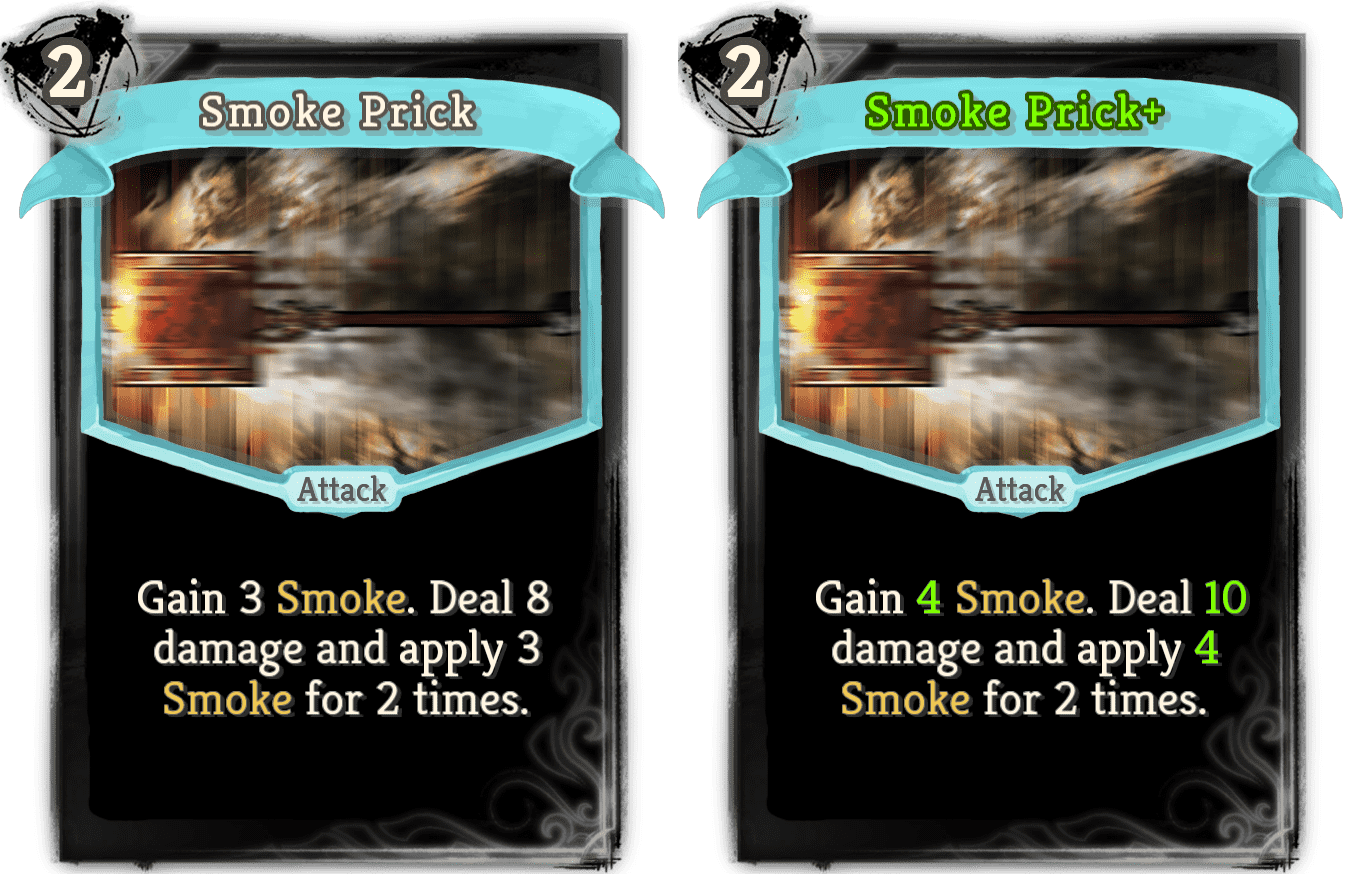 2
Smoke Prick
Attack
Gain 3 Smoke. Deal 8
damage and apply 3
Smoke for 2 times.
2
Smoke Prick+
Attack
Gain 4 Smoke. Deal 10
damage and apply 4
Smoke for 2 times.